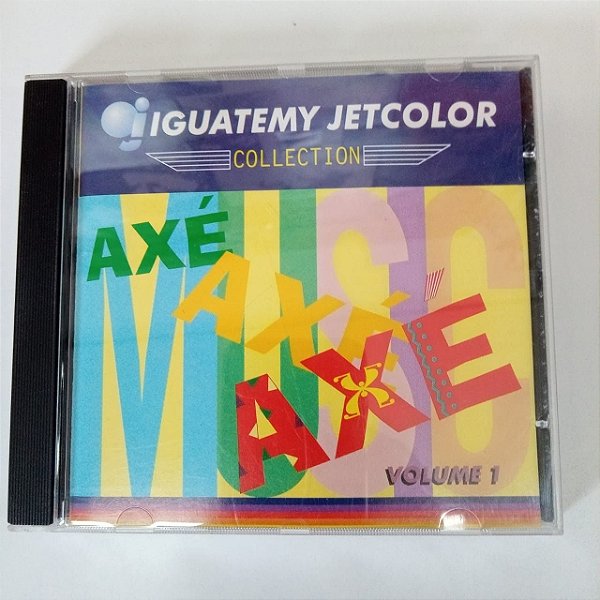 IGUATEMY JETCOLOR
COLLECTION
MUSIC
AXÉ
AXÉ
AXÉ
VOLUME 1